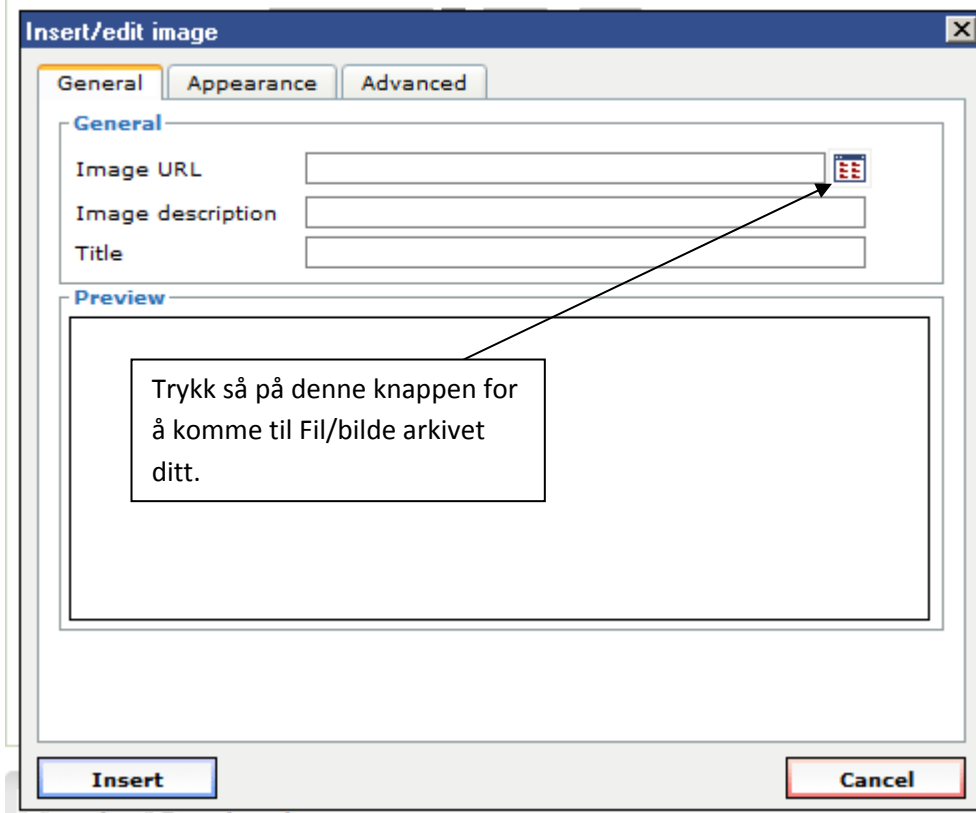 Insert/edit image
General Appearance Advanced
General
Image URL
Image description
Title
Preview
Trykk så på denne knappen for
å komme til Fil/bilde arkivet
ditt.
Insert Cancel